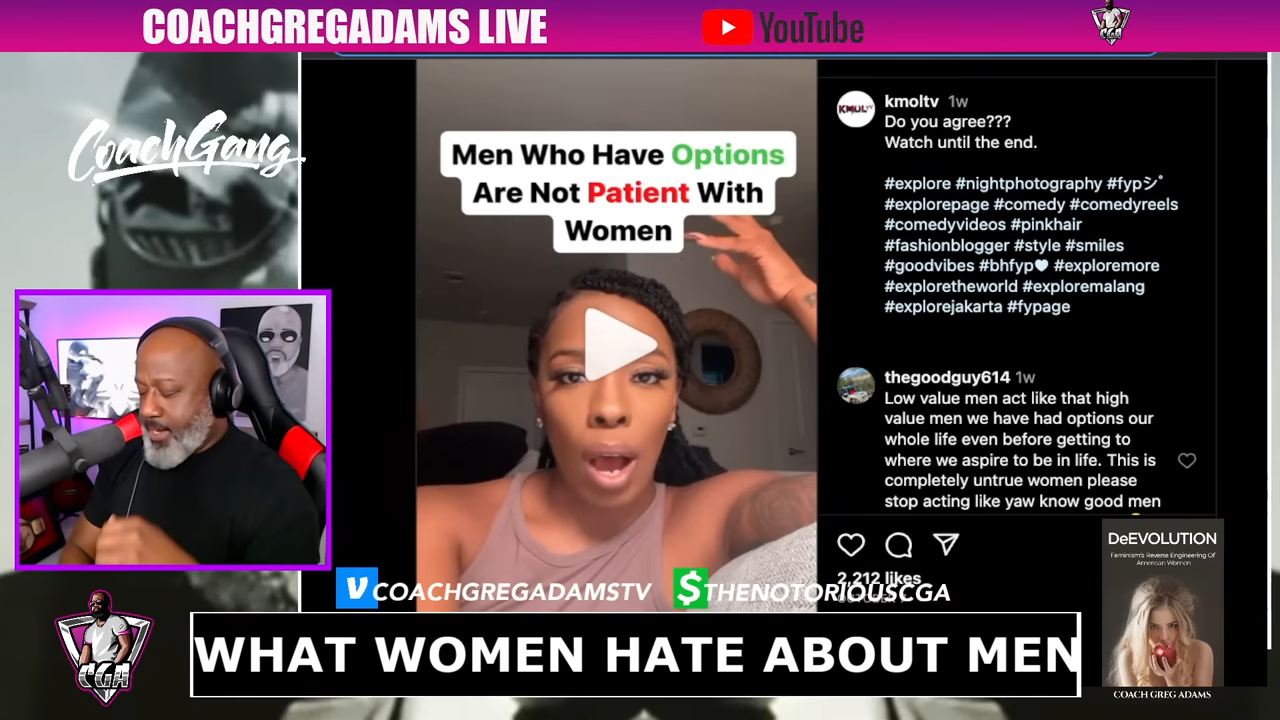 COACHGREGADAMS LIVE
YouTube
CGA
CoachGang
Men Who Have Options
Are Not Patient With
Women
KMOLTV
kmoltv 1w
Do you agree???
Watch until the end.
#explore #nightphotography #fypシ゚
#explorepage #comedy #comedyreels
#comedyvideos #pinkhair
#fashionblogger #style #smiles
#goodvibes #bhfyp🖤 #exploremore
#exploretheworld #exploremalang
#explorejakarta #fypage
thegoodguy614 1w
Low value men act like that high
value men we have had options our
whole life even before getting to
where we aspire to be in life. This is
completely untrue women please
stop acting like yaw know good men
2,212 likes
COACHGREGADAMSTV
$THENOTORIOUSCGA
CGA
WHAT WOMEN HATE ABOUT MEN
DeEVOLUTION
Feminism's Reverse Engineering Of
American Women
COACH GREG ADAMS